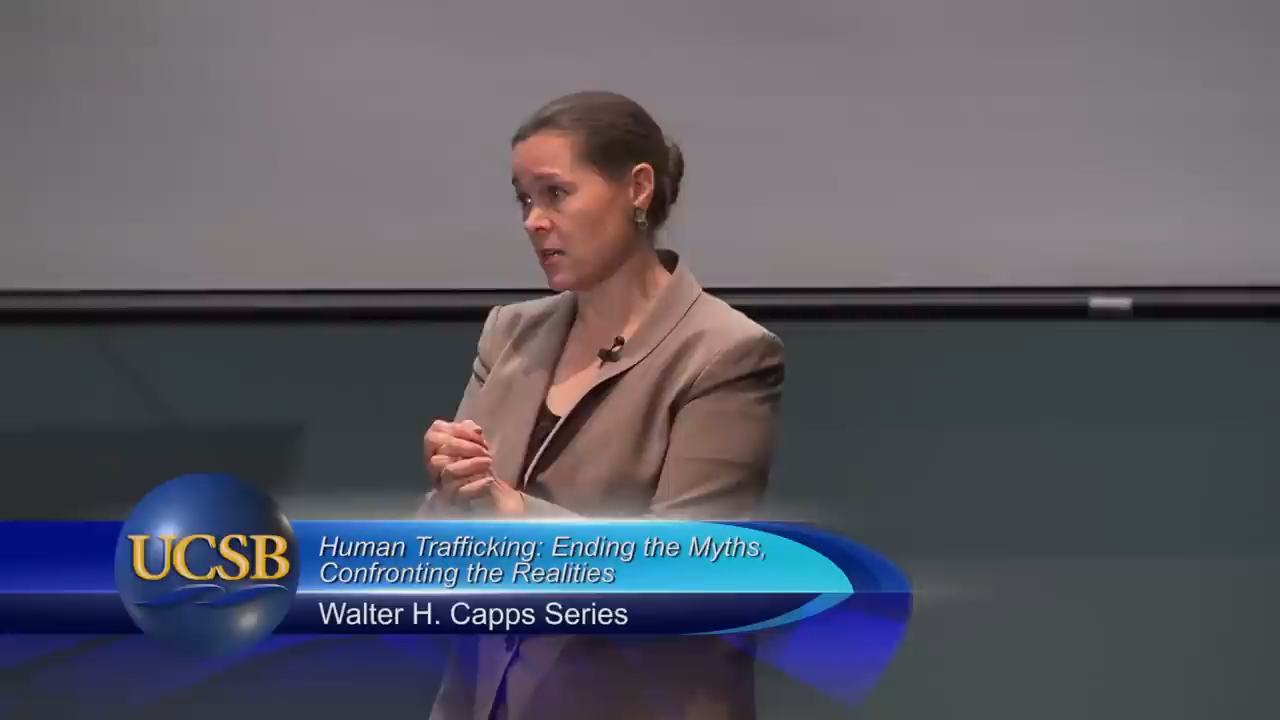 UCSB
Human Trafficking: Ending the Myths,
Confronting the Realities
Walter H. Capps Series